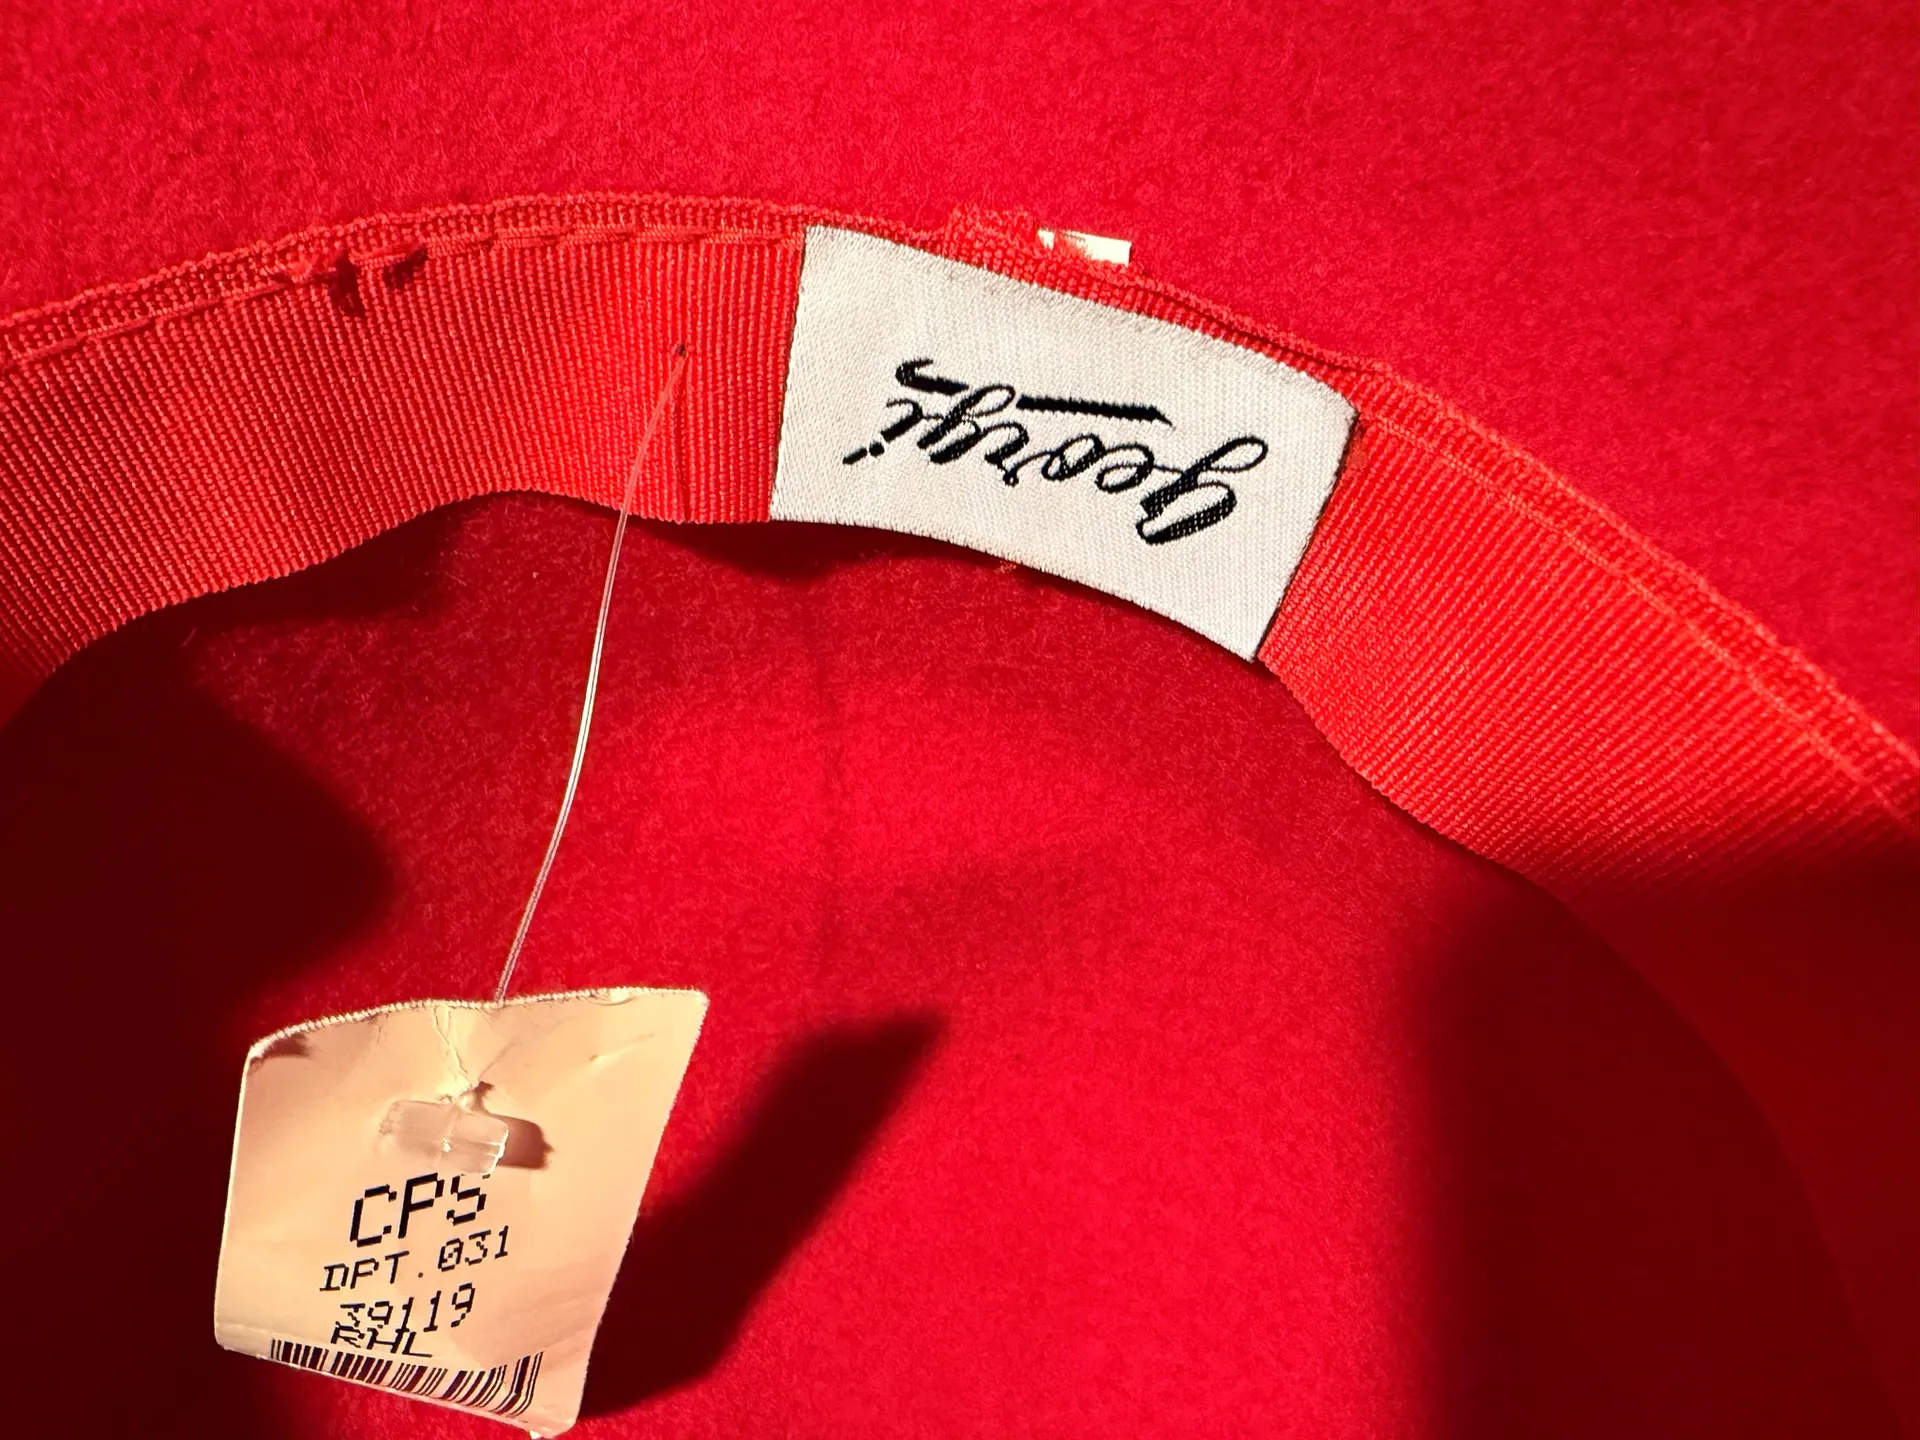 georgi
CPS
DPT.031
39119
RHL